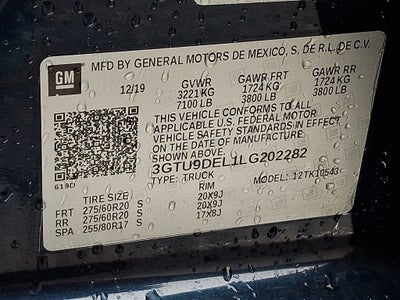 GM
MFD BY GENERAL MOTORS DE MEXICO, S. DE R.L. DE C.V.
12/19 GVWR GAWR FRT GAWR RR
3221KG 1724 KG 1724 KG
7100 LB 3800 LB 3800 LB
THIS VEHICLE CONFORMS TO ALL
APPLICABLE U.S. FEDERAL MOTOR
VEHICLE SAFETY STANDARDS IN EFFECT
ON THE DATE OF MANUFACTURE
SHOWN ABOVE.
3GTU9DEL1LG202282
619D
TYPE: TRUCK MODEL: 12TK10543
TIRE SIZE RIM
FRT 275/60R20 S 20X9J
RR 275/60R20 S 20X9J
SPA 255/80R17 S 17X8J